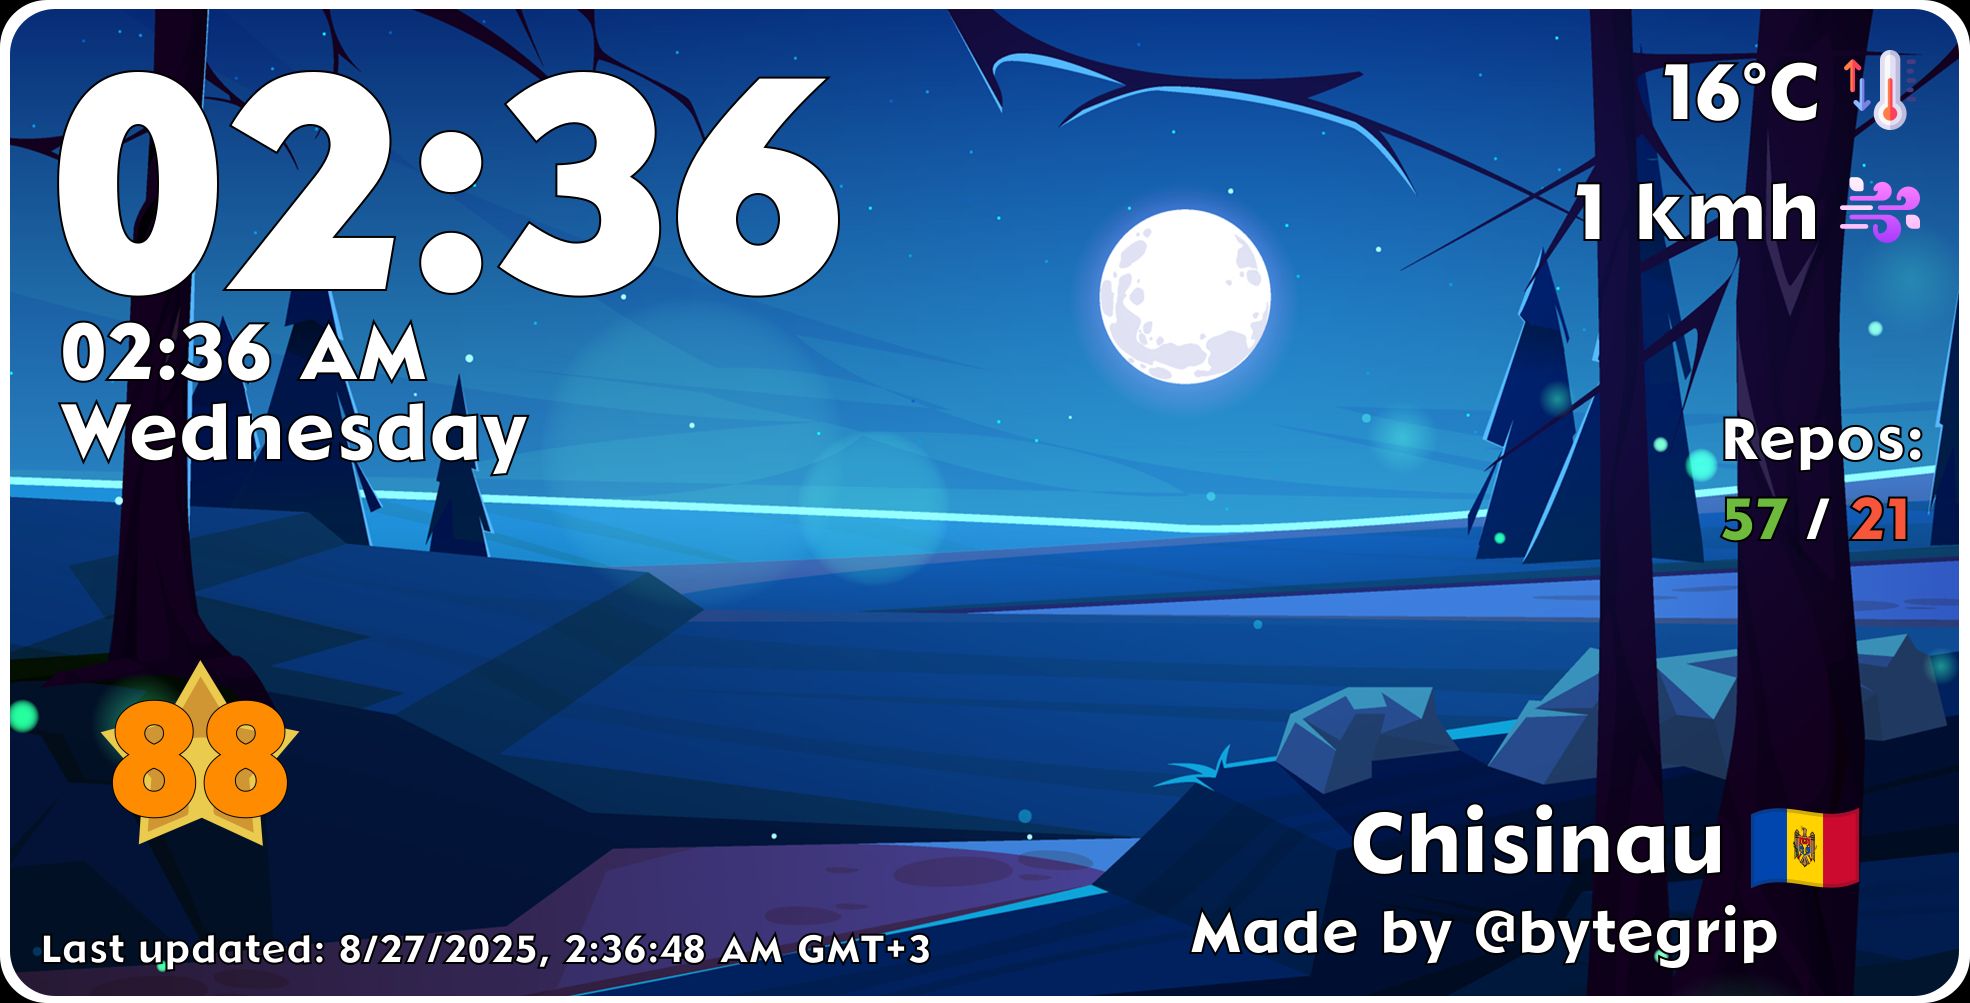 02:36
02:36 AM
Wednesday
16°C
1 kmh
Repos:
57 / 21
88
Chisinau
Made by @bytegrip
Last updated: 8/27/2025, 2:36:48 AM GMT+3